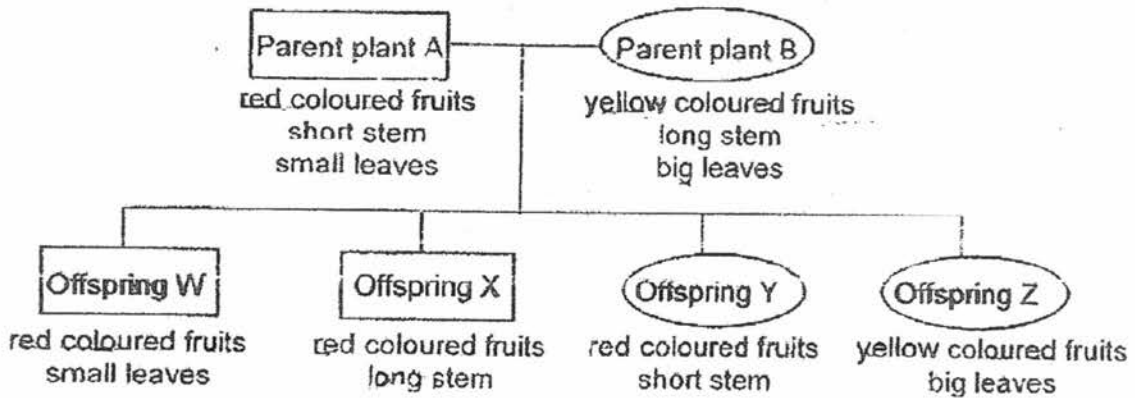 Parent plant A
red coloured fruits
short stem
small leaves
Parent plant B
yellow coloured fruits
long stem
big leaves
Offspring W
red coloured fruits
small leaves
Offspring X
red coloured fruits
long stem
Offspring Y
red coloured fruits
short stem
Offspring Z
yellow coloured fruits
big leaves